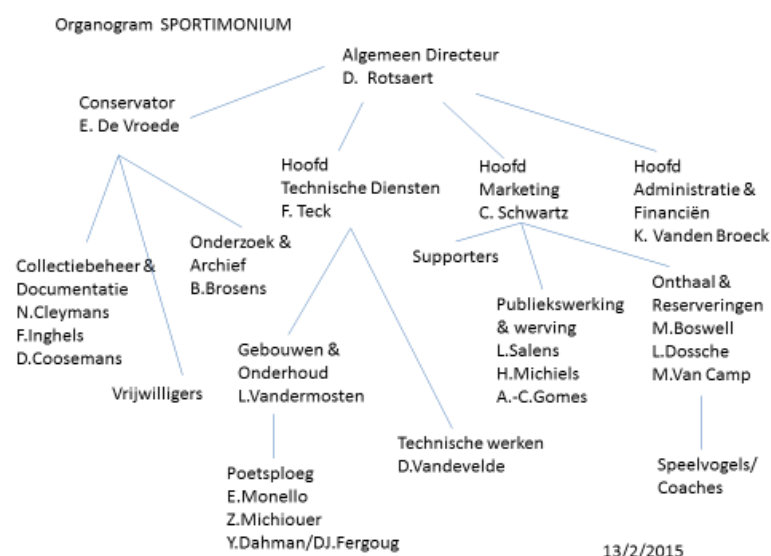 Organogram SPORTIMONIUM
Algemeen Directeur
D. Rotsaert
Conservator
E. De Vroede
Hoofd
Technische Diensten
F. Teck
Hoofd
Marketing
C. Schwartz
Hoofd
Administratie &
Financiën
K. Vanden Broeck
Collectiebeheer &
Documentatie
N.Cleymans
F.Inghels
D.Coosemans
Onderzoek &
Archief
B.Brosens
Vrijwilligers
Gebouwen &
Onderhoud
L.Vandermosten
Poetsploeg
E.Monello
Z.Michiouer
Y.Dahman/DJ.Fergoug
Technische werken
D.Vandevelde
Supporters
Publiekswerking
& werving
L.Salens
H.Michiels
A.-C.Gomes
Onthaal &
Reserveringen
M.Boswell
L.Dossche
M.Van Camp
Speelvogels/
Coaches
13/2/2015